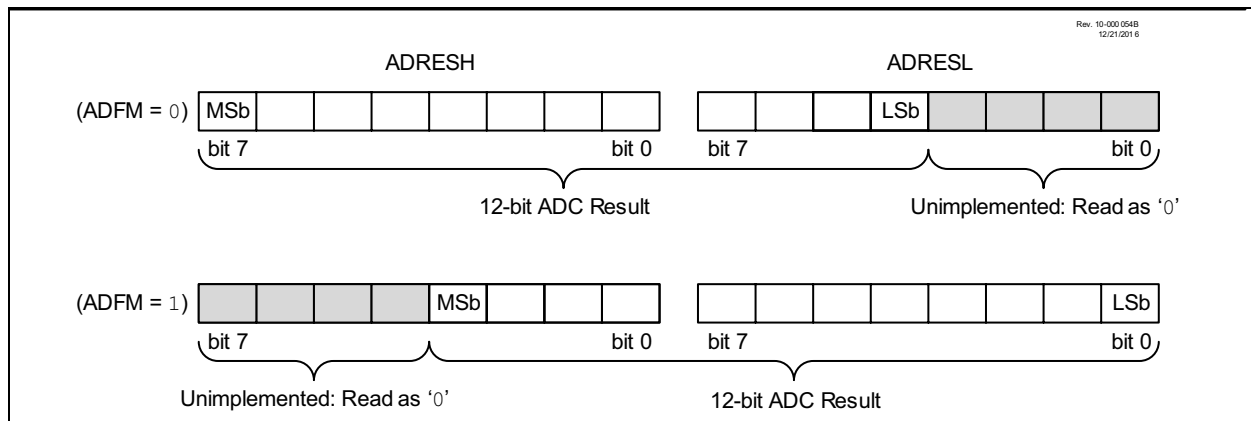 Rev. 10-000 054B
12/21/201 6
ADRESH ADRESL
(ADFM = 0) MSb LSb
bit 7 bit 0 bit 7 bit 0
12-bit ADC Result Unimplemented: Read as ‘0’
(ADFM = 1) MSb LSb
bit 7 bit 0 bit 7 bit 0
Unimplemented: Read as ‘0’ 12-bit ADC Result